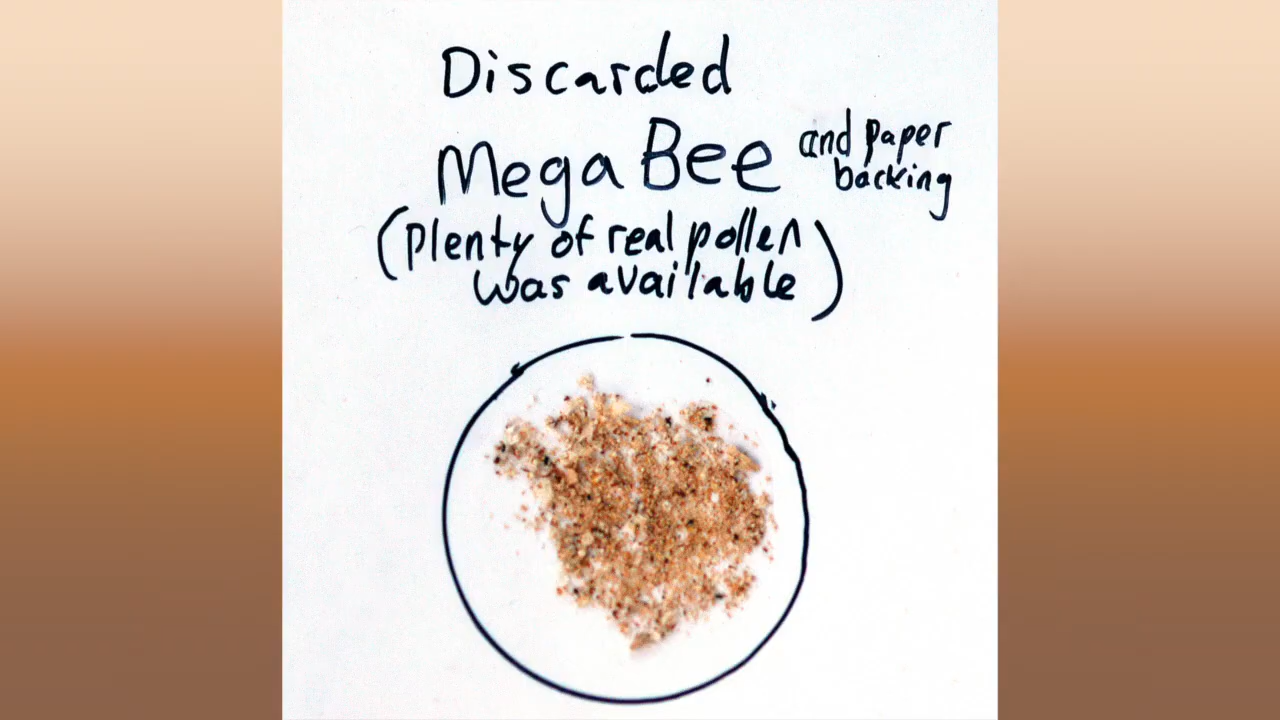 Discarded
MegaBee and paper
backing
(Plenty of real pollen
was available)